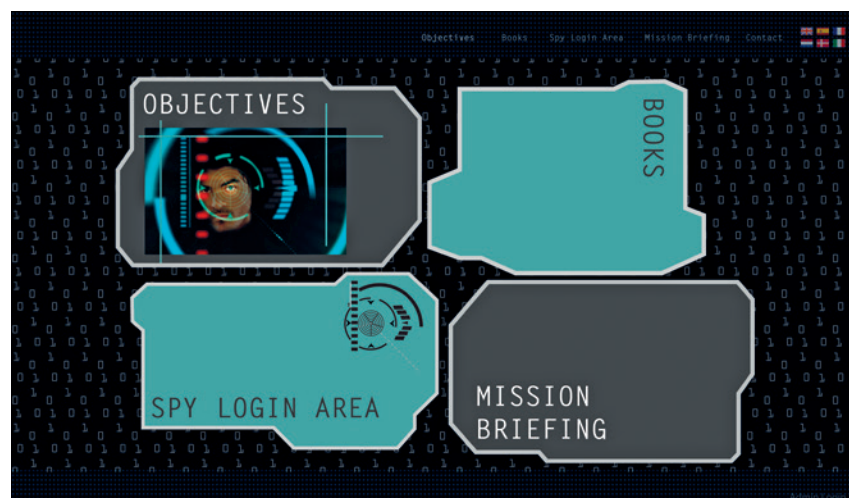 Objectives Books Spy Login Area Mission Briefing Contact
OBJECTIVES
BOOKS
SPY LOGIN AREA
MISSION
BRIEFING